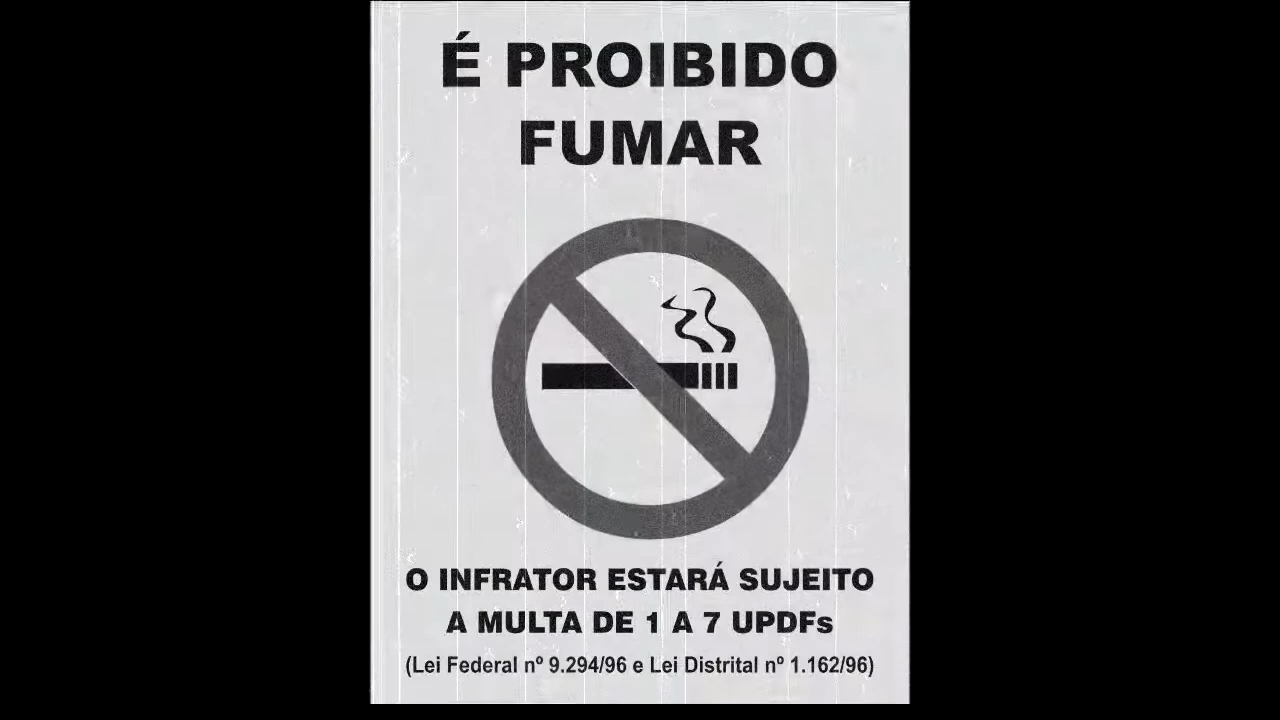 É PROIBIDO
FUMAR
O INFRATOR ESTARÁ SUJEITO
A MULTA DE 1 A 7 UPDFs
(Lei Federal nº 9.294/96 e Lei Distrital nº 1.162/96)